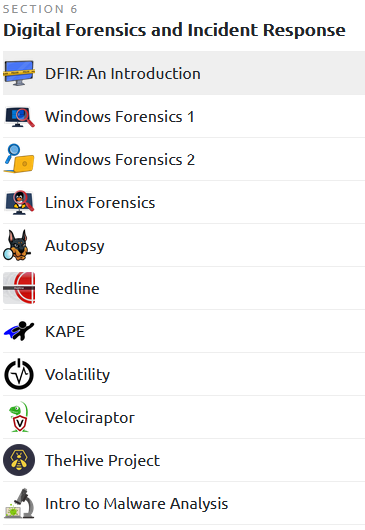 SECTION 6
Digital Forensics and Incident Response
DFIR: An Introduction
Windows Forensics 1
Windows Forensics 2
Linux Forensics
Autopsy
Redline
KAPE
Volatility
Velociraptor
TheHive Project
Intro to Malware Analysis